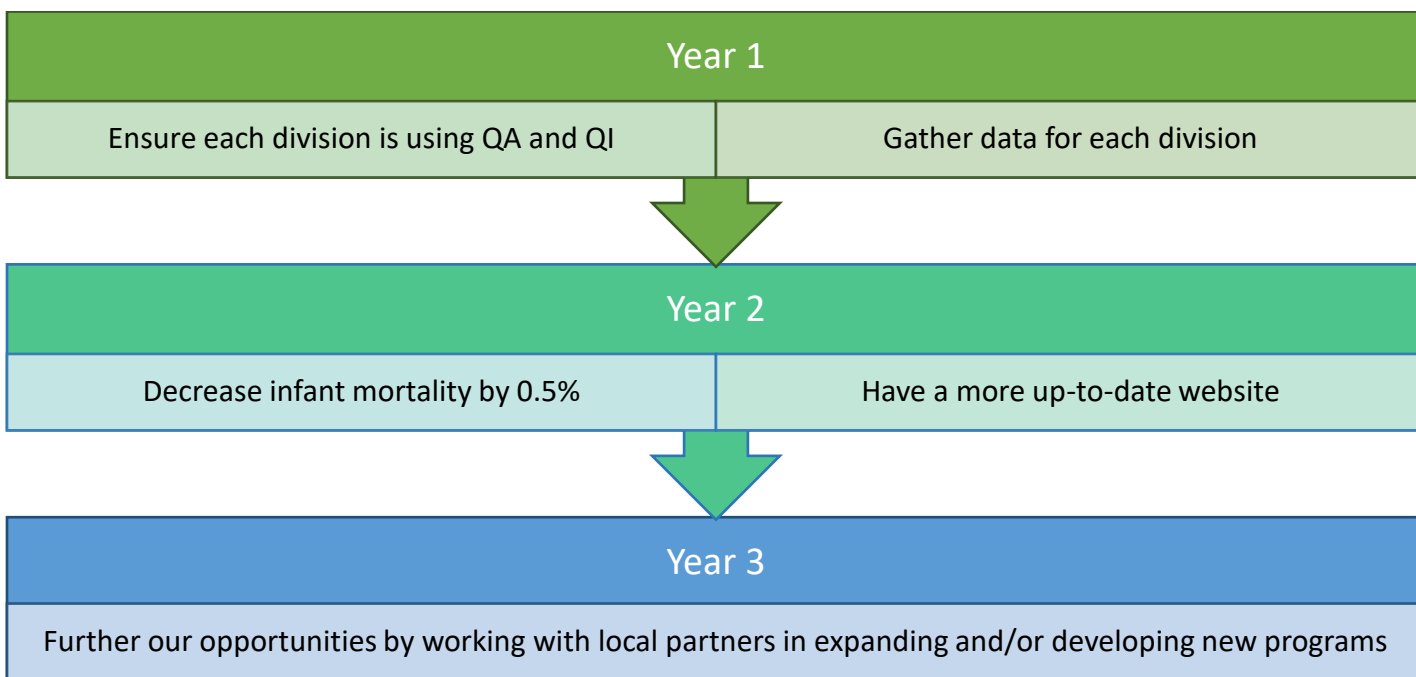 Year 1
Ensure each division is using QA and QI
Gather data for each division
Year 2
Decrease infant mortality by 0.5%
Have a more up-to-date website
Year 3
Further our opportunities by working with local partners in expanding and/or developing new programs